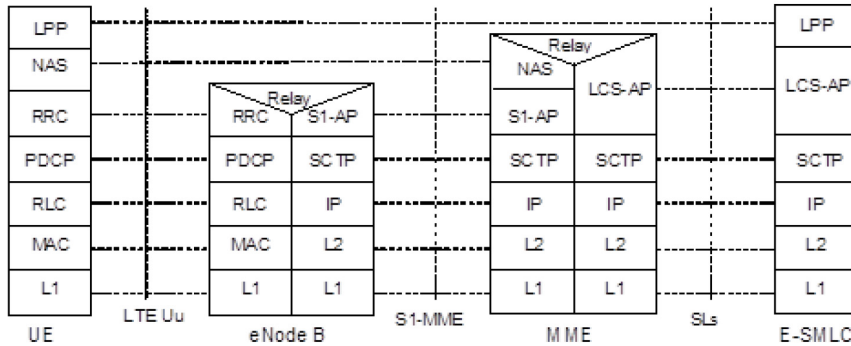 LPP
NAS
RRC
PDCP
RLC
MAC
L1
UE
LTE Uu
Relay
RRC S1-AP
PDCP SCTP
RLC IP
MAC L2
L1 L1
eNode B
S1-MME
Relay
NAS LCS-AP
S1-AP
SCTP SCTP
IP IP
L2 L2
L1 L1
MME
SLs
LPP
LCS-AP
SCTP
IP
L2
L1
E-SMLC